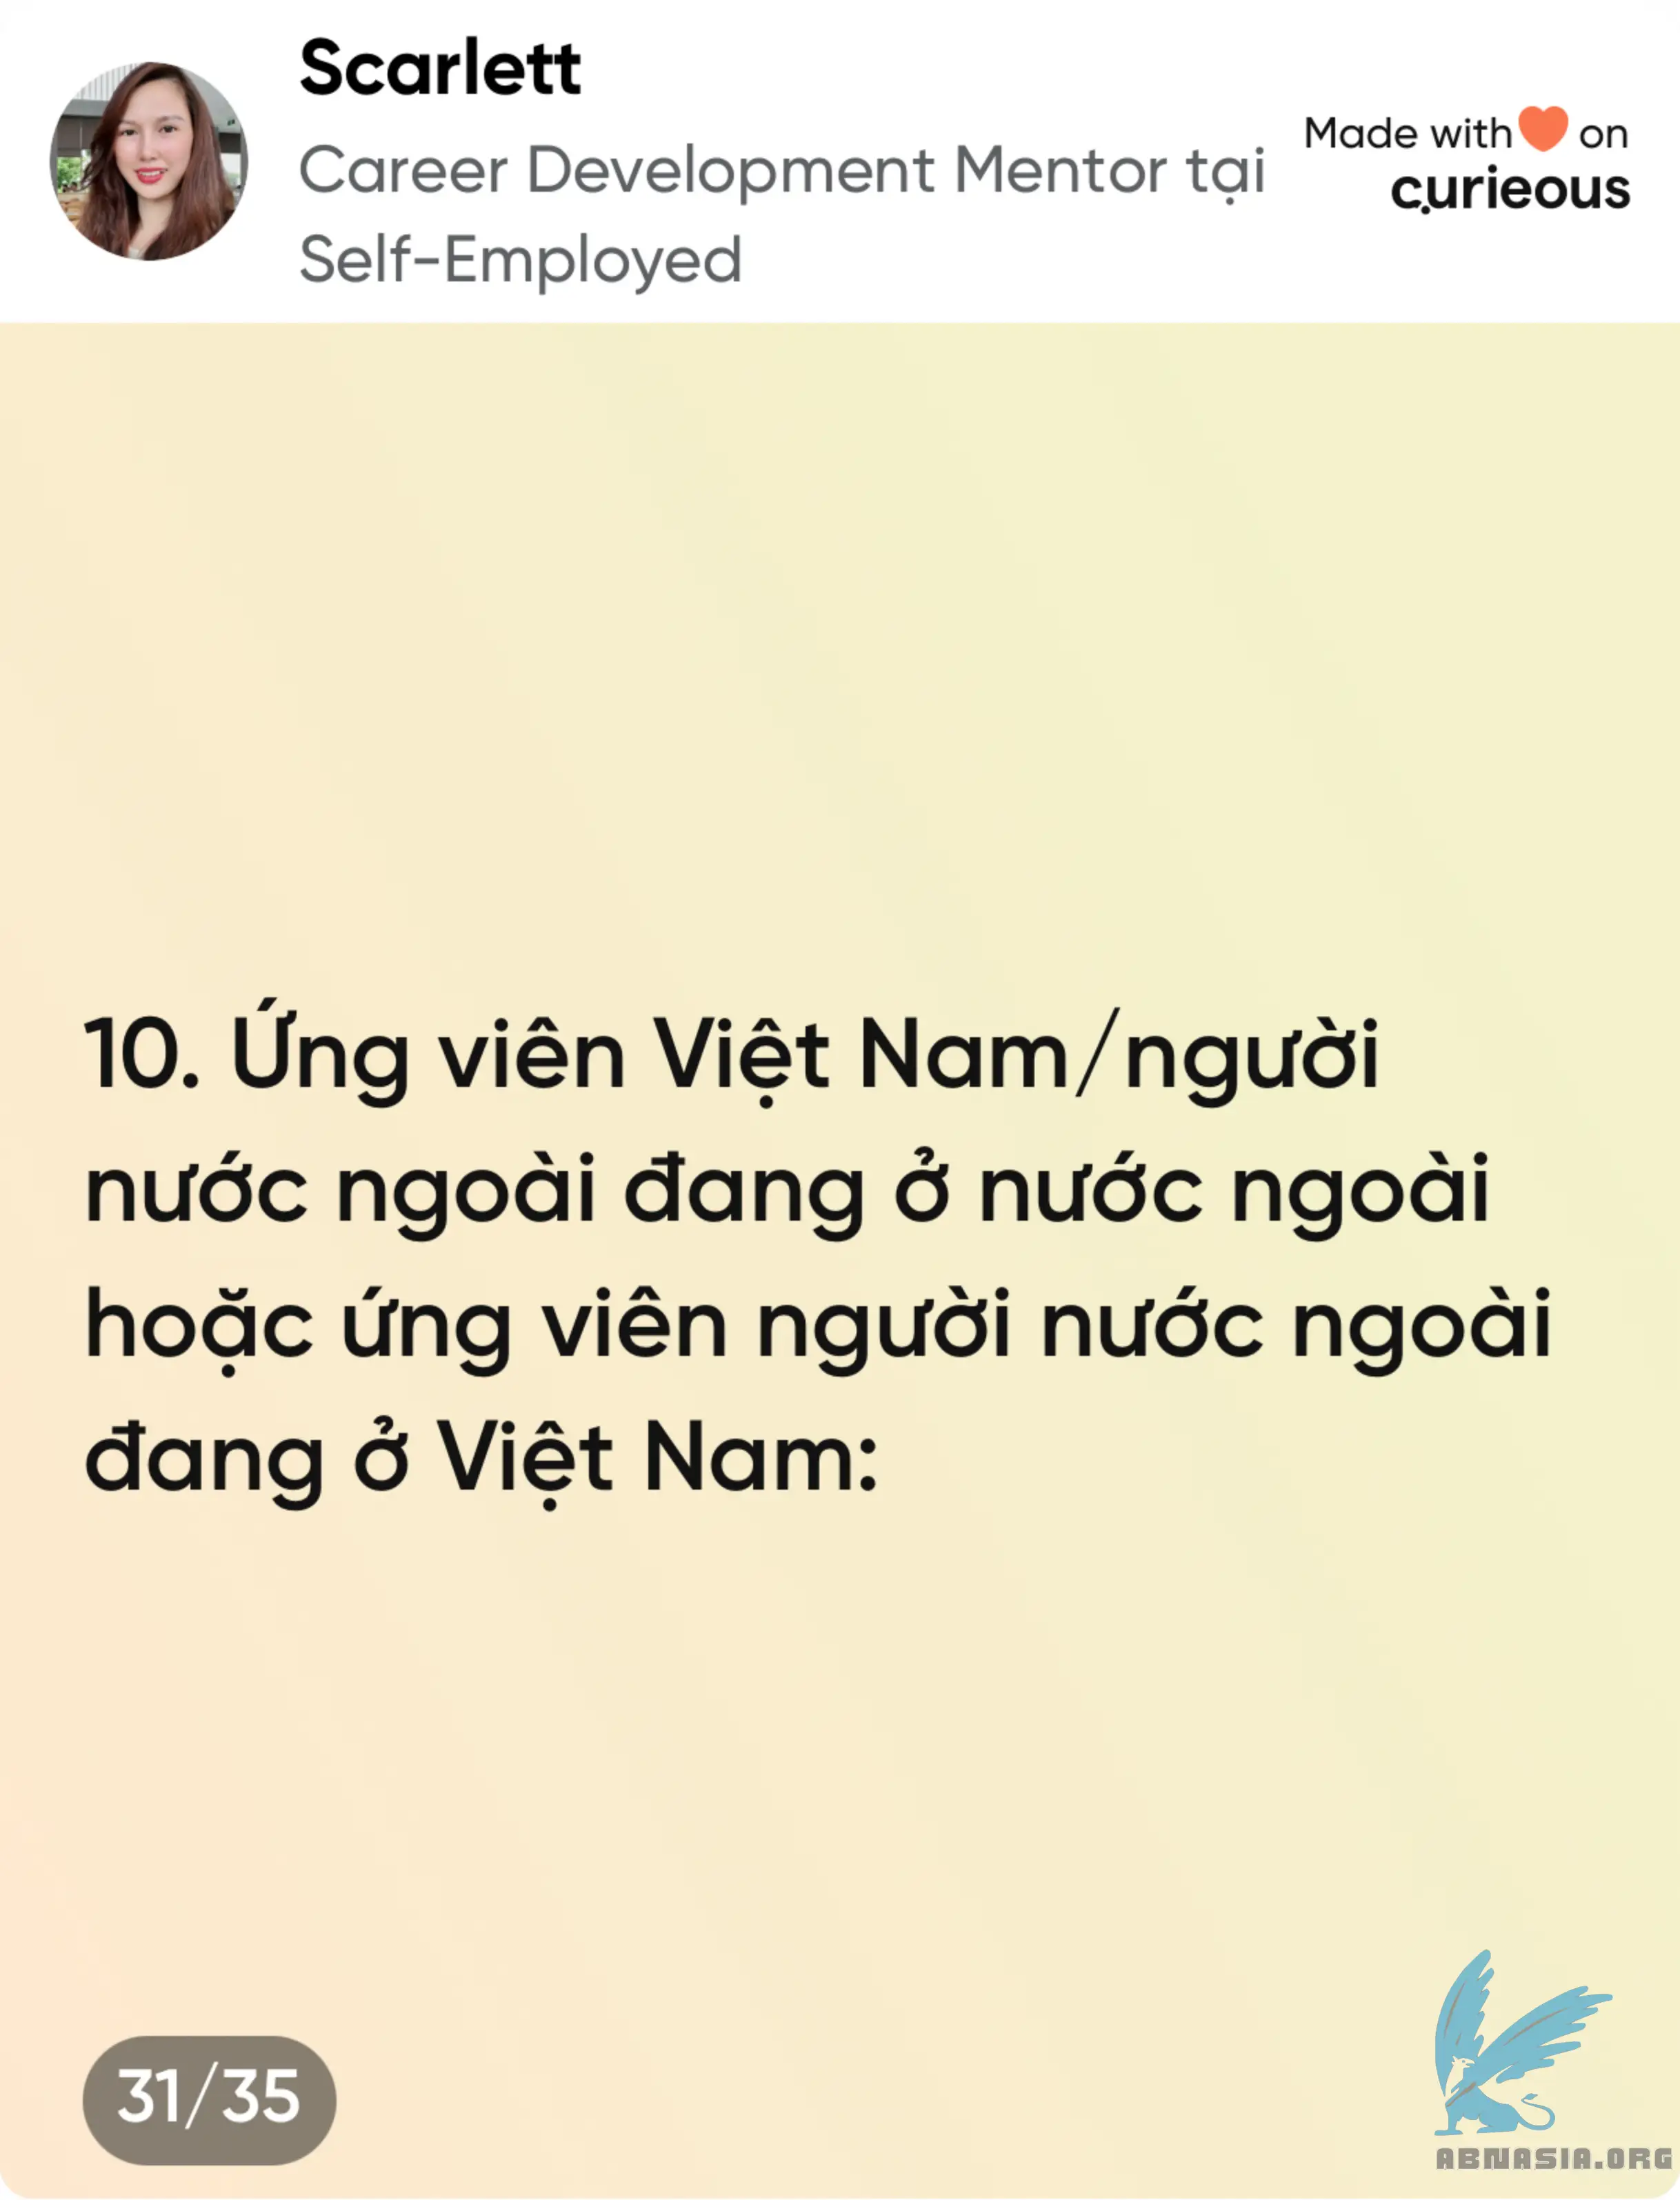 Scarlett
Career Development Mentor tại
Self-Employed
Made with on
curieous
10. Ứng viên Việt Nam/người
nước ngoài đang ở nước ngoài
hoặc ứng viên người nước ngoài
đang ở Việt Nam:
31/35
ABNASIA.ORG